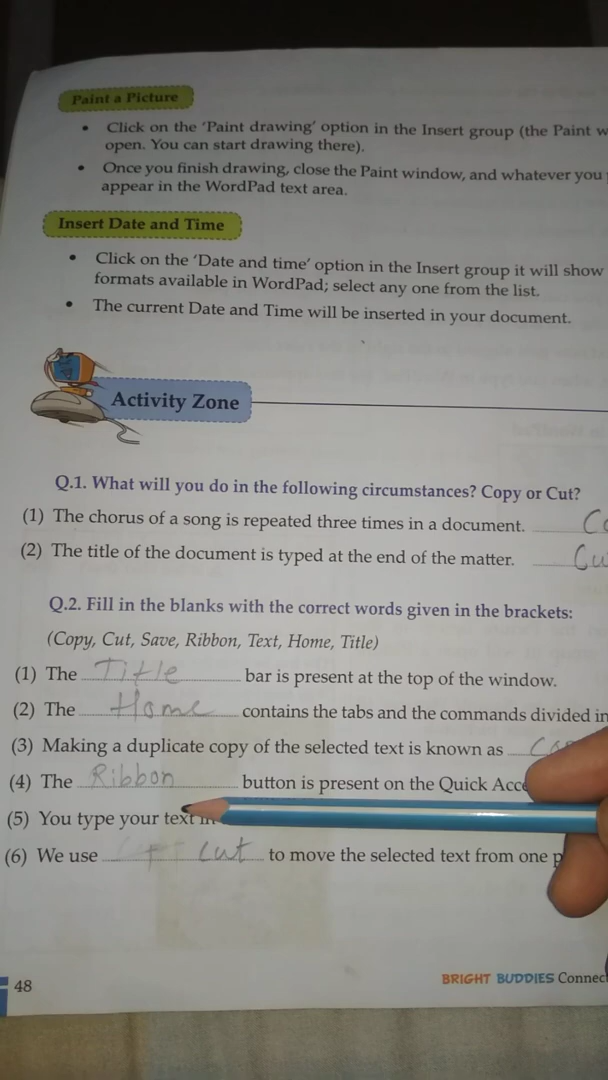 Paint a Picture
• Click on the 'Paint drawing' option in the Insert group (the Paint
open. You can start drawing there).
• Once you finish drawing, close the Paint window, and whatever you
appear in the WordPad text area.
Insert Date and Time
• Click on the 'Date and time' option in the Insert group it will show
formats available in WordPad; select any one from the list.
• The current Date and Time will be inserted in your document.
Activity Zone
Q.1. What will you do in the following circumstances? Copy or Cut?
(1) The chorus of a song is repeated three times in a document.
(2) The title of the document is typed at the end of the matter.
Q.2. Fill in the blanks with the correct words given in the brackets:
(Copy, Cut, Save, Ribbon, Text, Home, Title)
(1) The Title bar is present at the top of the window.
(2) The Home contains the tabs and the commands divided in
(3) Making a duplicate copy of the selected text is known as
(4) The Ribbon button is present on the Quick
(5) You type your text
(6) We use cut to move the selected text from one
48
BRIGHT BUDDIES